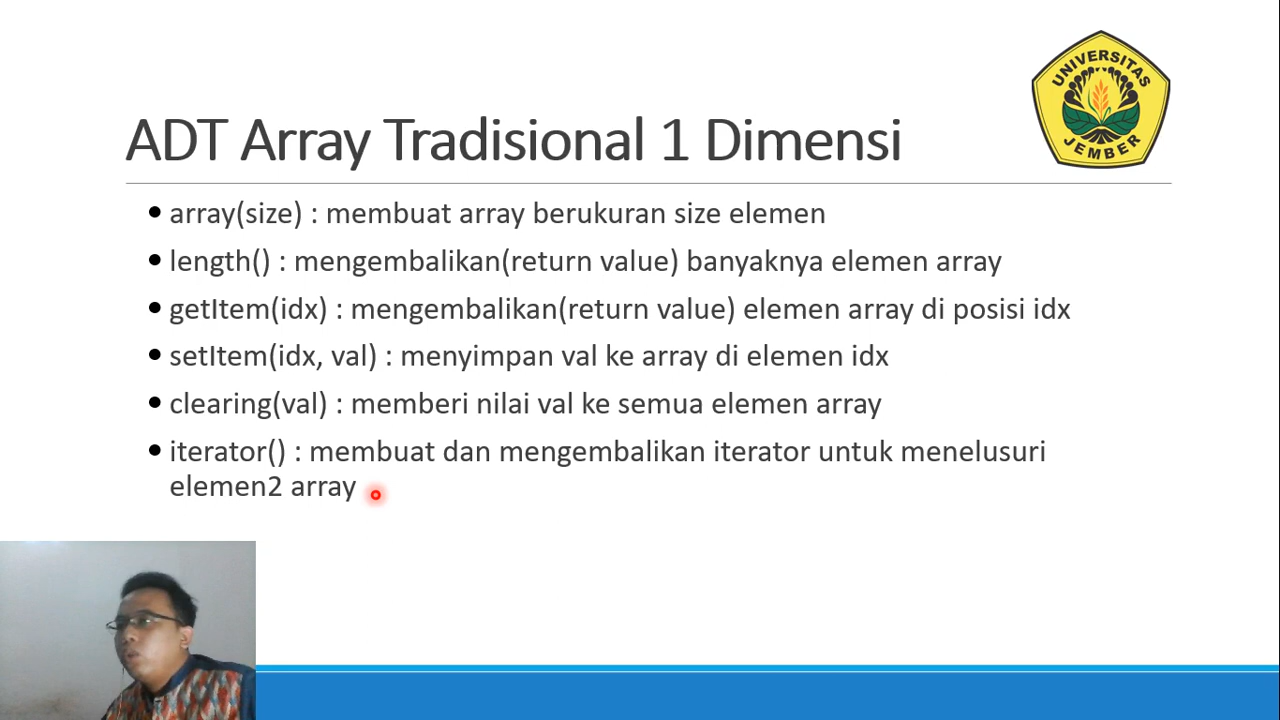 UNIVERSITAS
JEMBER
ADT Array Tradisional 1 Dimensi
• array(size) : membuat array berukuran size elemen
• length() : mengembalikan(return value) banyaknya elemen array
• getItem(idx) : mengembalikan(return value) elemen array di posisi idx
• setItem(idx, val) : menyimpan val ke array di elemen idx
• clearing(val) : memberi nilai val ke semua elemen array
• iterator() : membuat dan mengembalikan iterator untuk menelusuri
elemen2 array